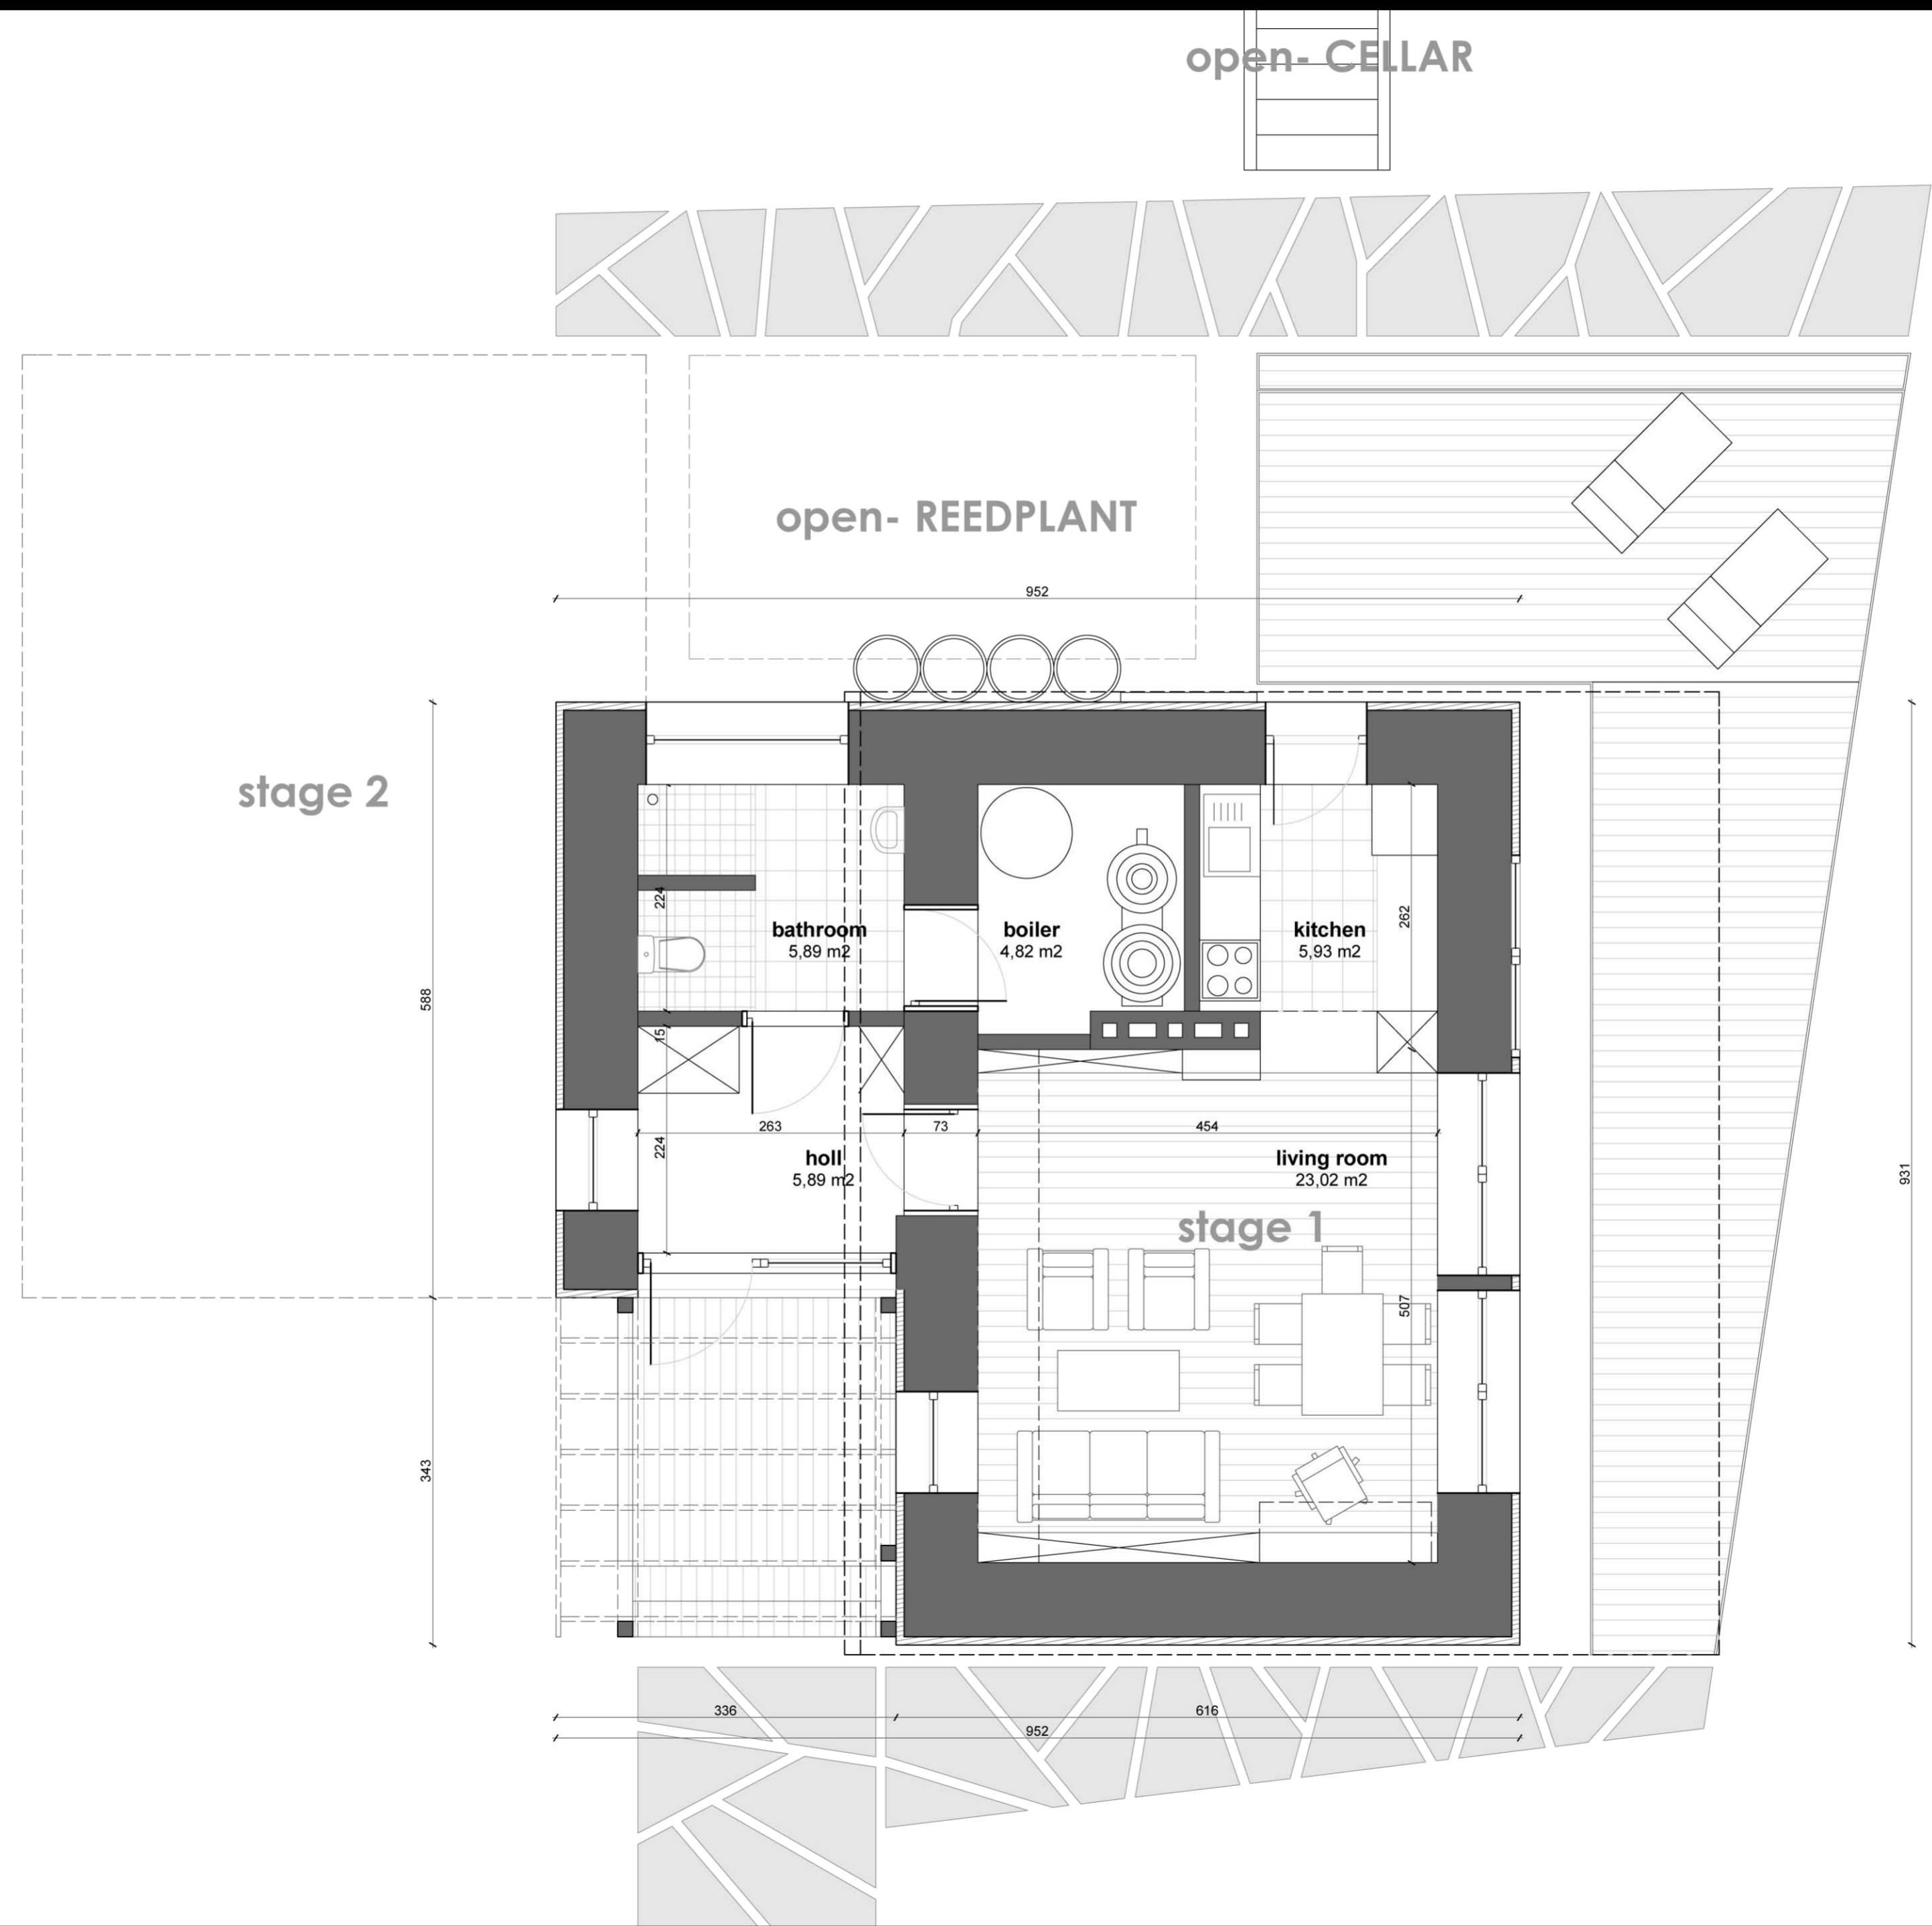 open- CELLAR
open- REEDPLANT
952
stage 2
224
bathroom
5,89 m2
boiler
4,82 m2
kitchen
5,93 m2
262
588
15
263
73
454
224
holl
5,89 m2
living room
23,02 m2
931
stage 1
507
343
336
616
952